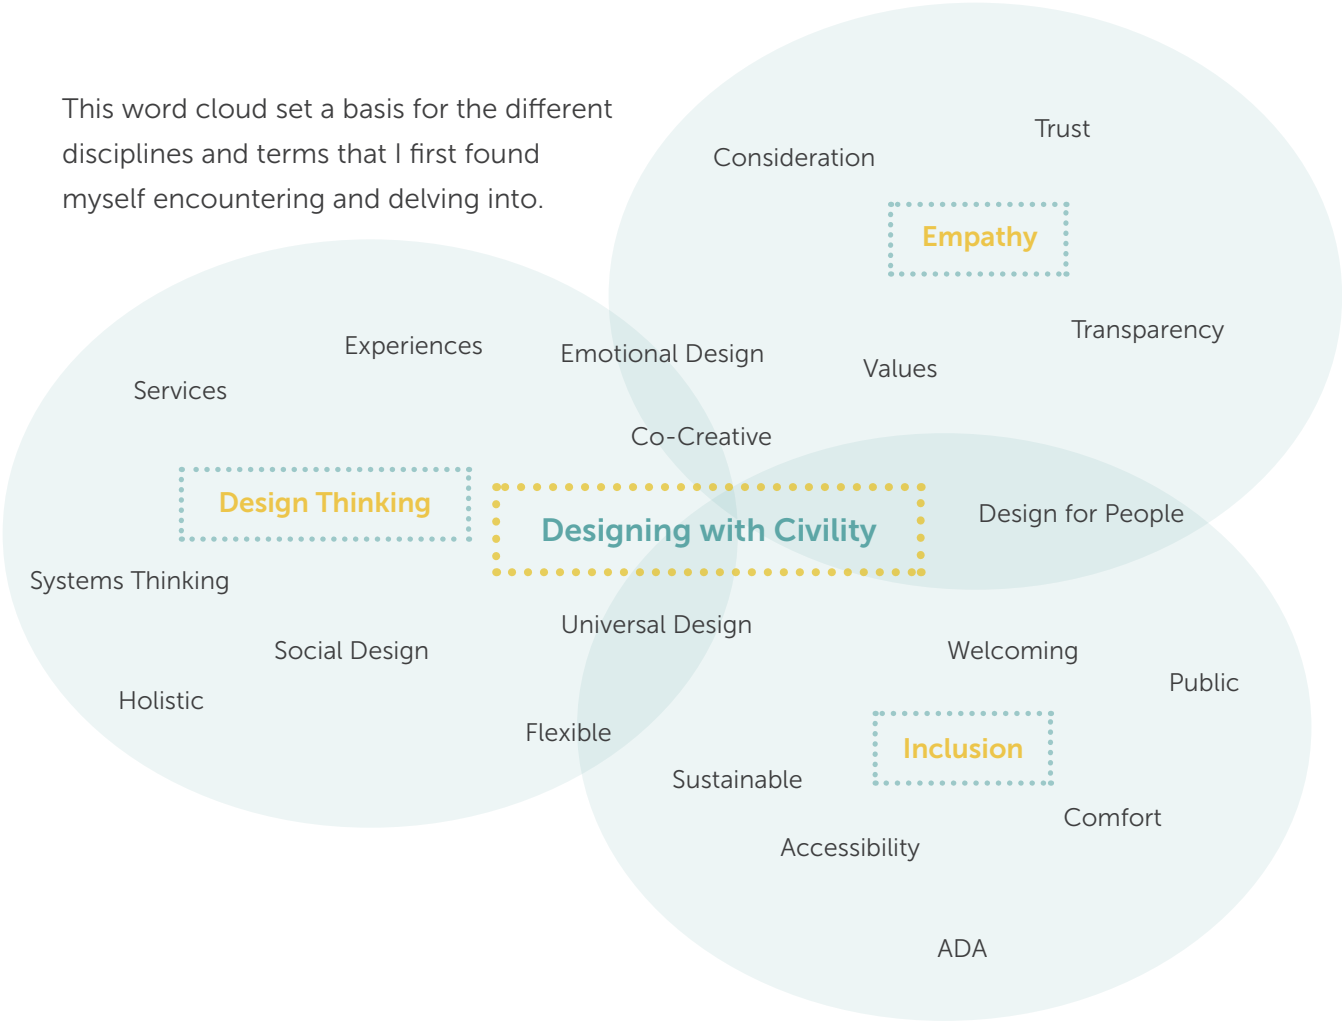 This word cloud set a basis for the different
disciplines and terms that I first found
myself encountering and delving into.
Trust
Consideration
Empathy
Transparency
Values
Experiences
Emotional Design
Services
Co-Creative
Design Thinking
Designing with Civility
Design for People
Systems Thinking
Universal Design
Social Design
Welcoming
Public
Holistic
Flexible
Inclusion
Sustainable
Comfort
Accessibility
ADA